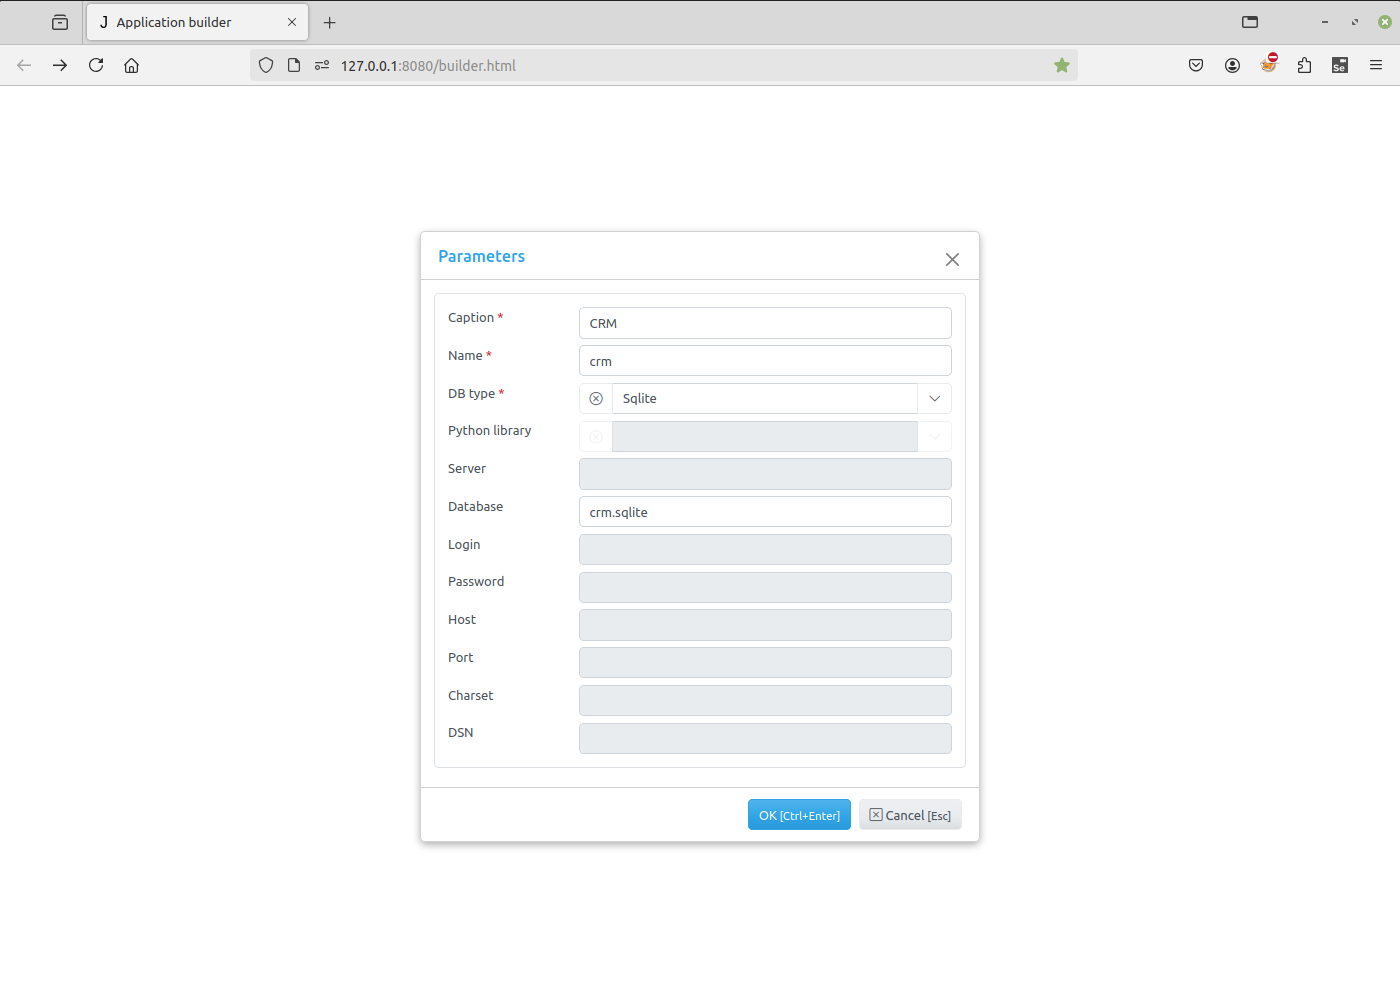 J Application builder
127.0.0.1:8080/builder.html
Se
Parameters
Caption *
CRM
Name *
crm
DB type *
Sqlite
Python library
Server
Database
crm.sqlite
Login
Password
Host
Port
Charset
DSN
OK [Ctrl+Enter]
Cancel [Esc]